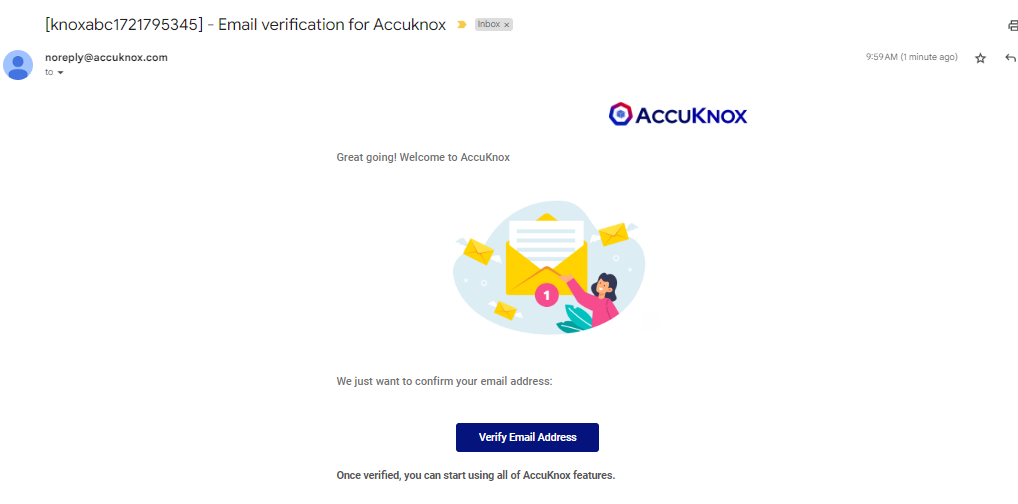 [knoxabc1721795345] - Email verification for Accuknox
Inbox ×
noreply@accuknox.com
9:59 AM (1 minute ago)
to
ACCUKNOX
Great going! Welcome to AccuKnox
1
We just want to confirm your email address:
Verify Email Address
Once verified, you can start using all of AccuKnox features.